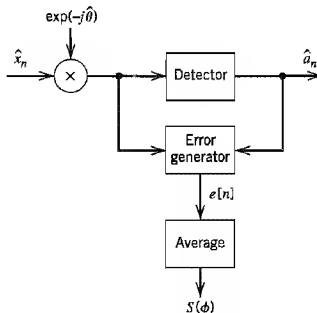 exp(-jθ̂)
x̂ₙ
×
Detector
âₙ
Error
generator
e[n]
Average
S(ϕ)